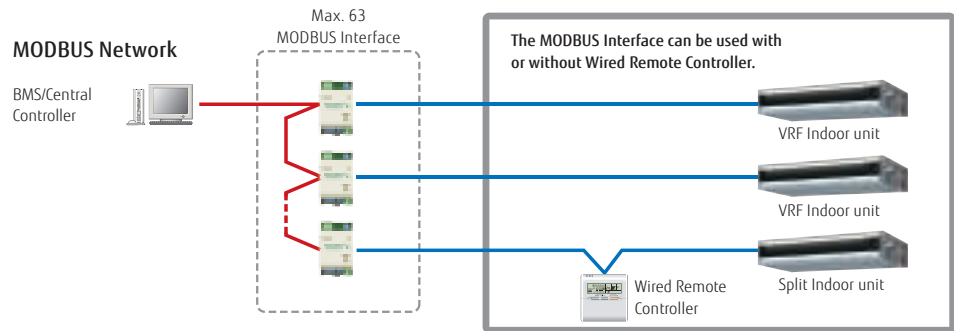 Max. 63
MODBUS Interface
MODBUS Network
The MODBUS Interface can be used with
or without Wired Remote Controller.
BMS/Central
Controller
VRF Indoor unit
VRF Indoor unit
Wired Remote
Controller
Split Indoor unit